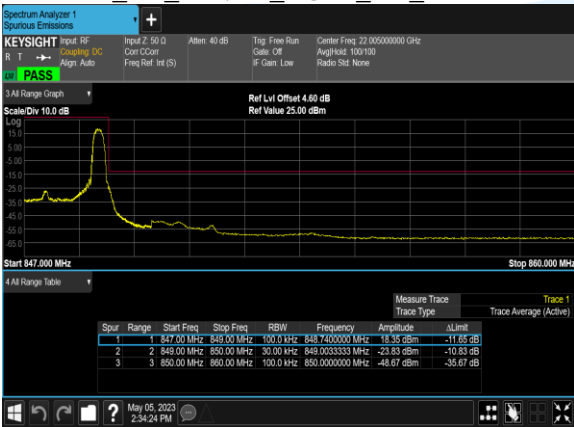 Spectrum Analyzer 1
Spurious Emissions
+
KEYSIGHT Input: RF Input Z: 50 Ω Atten: 40 dB Trig: Free Run Center Freq: 22.005000000 GHz
R T Coupling: DC Corr CCorr Gate: Off Avg|Hold: 100/100
Align: Auto Freq Ref: Int (S) IF Gain: Low Radio Std: None
LXI PASS
3 All Range Graph
Ref Lvl Offset 4.60 dB
Scale/Div 10.0 dB Ref Value 25.00 dBm
Log
15.0
5.00
-5.00
-15.0
-25.0
-35.0
-45.0
-55.0
-65.0
Start 847.000 MHz Stop 860.000 MHz
4 All Range Table
Measure Trace Trace 1
Trace Type Trace Average (Active)
Spur Range Start Freq Stop Freq RBW Frequency Amplitude ΔLimit
1 1 847.00 MHz 849.00 MHz 100.0 kHz 848.7400000 MHz 18.35 dBm -11.65 dB
2 2 849.00 MHz 850.00 MHz 30.00 kHz 849.0033333 MHz -23.83 dBm -10.83 dB
3 3 850.00 MHz 860.00 MHz 100.0 kHz 850.0000000 MHz -48.67 dBm -35.67 dB
? May 05, 2023
2:34:24 PM